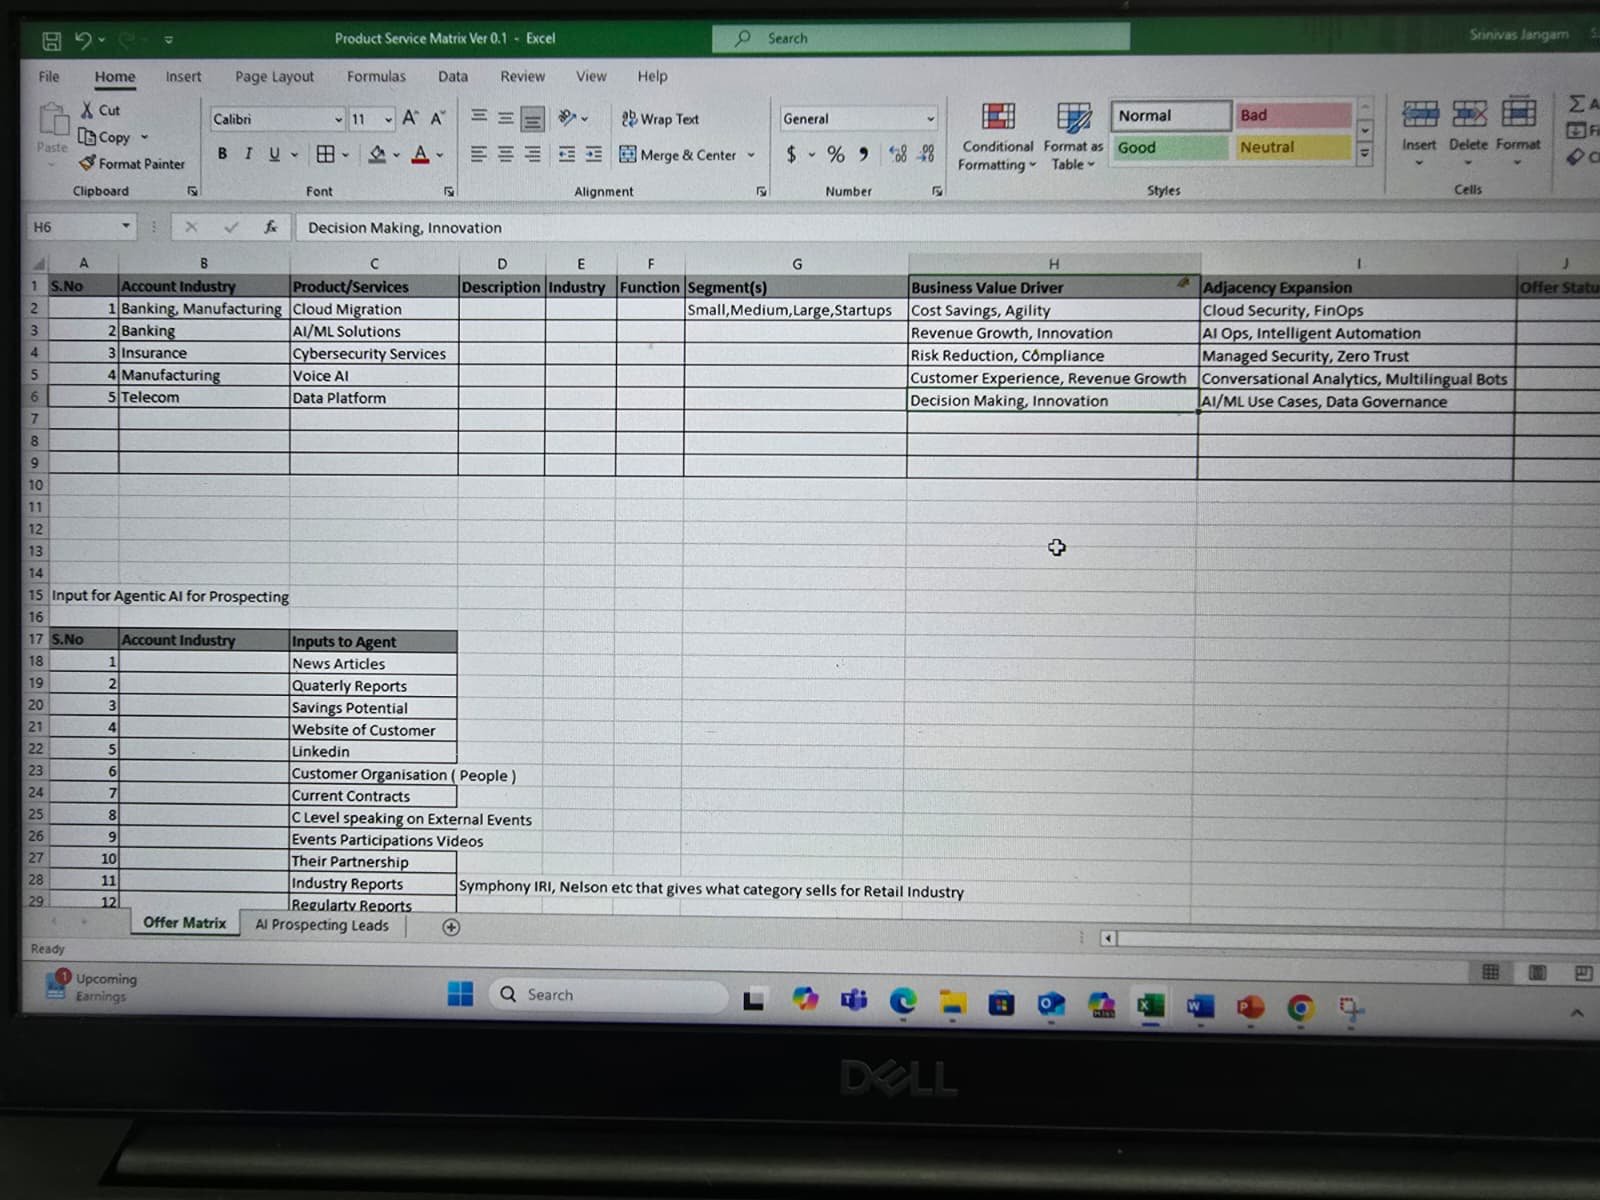 Product Service Matrix Ver 0.1 - Excel
Search
Srinivas Jangam
File Home Insert Page Layout Formulas Data Review View Help
Paste
Cut
Copy
Format Painter
Clipboard
Calibri 11
Font
Wrap Text
Merge & Center
Alignment
General
Number
Conditional Formatting
Format as Table
Normal Bad
Good Neutral
Styles
Insert Delete Format
Cells
H6 Decision Making, Innovation
A B C D E F G H I J
1 S.No Account Industry Product/Services Description Industry Function Segment(s) Business Value Driver Adjacency Expansion Offer Statu
2 1 Banking, Manufacturing Cloud Migration Small,Medium,Large,Startups Cost Savings, Agility Cloud Security, FinOps
3 2 Banking AI/ML Solutions Revenue Growth, Innovation AI Ops, Intelligent Automation
4 3 Insurance Cybersecurity Services Risk Reduction, Compliance Managed Security, Zero Trust
5 4 Manufacturing Voice AI Customer Experience, Revenue Growth Conversational Analytics, Multilingual Bots
6 5 Telecom Data Platform Decision Making, Innovation AI/ML Use Cases, Data Governance
7
8
9
10
11
12
13
14
15 Input for Agentic AI for Prospecting
16
17 S.No Account Industry Inputs to Agent
18 1 News Articles
19 2 Quaterly Reports
20 3 Savings Potential
21 4 Website of Customer
22 5 Linkedin
23 6 Customer Organisation ( People )
24 7 Current Contracts
25 8 C Level speaking on External Events
26 9 Events Participations Videos
27 10 Their Partnership
28 11 Industry Reports Symphony IRI, Nelson etc that gives what category sells for Retail Industry
29 12 Regularty Reports
Offer Matrix AI Prospecting Leads
Ready
1 Upcoming
Earnings
Search
DELL